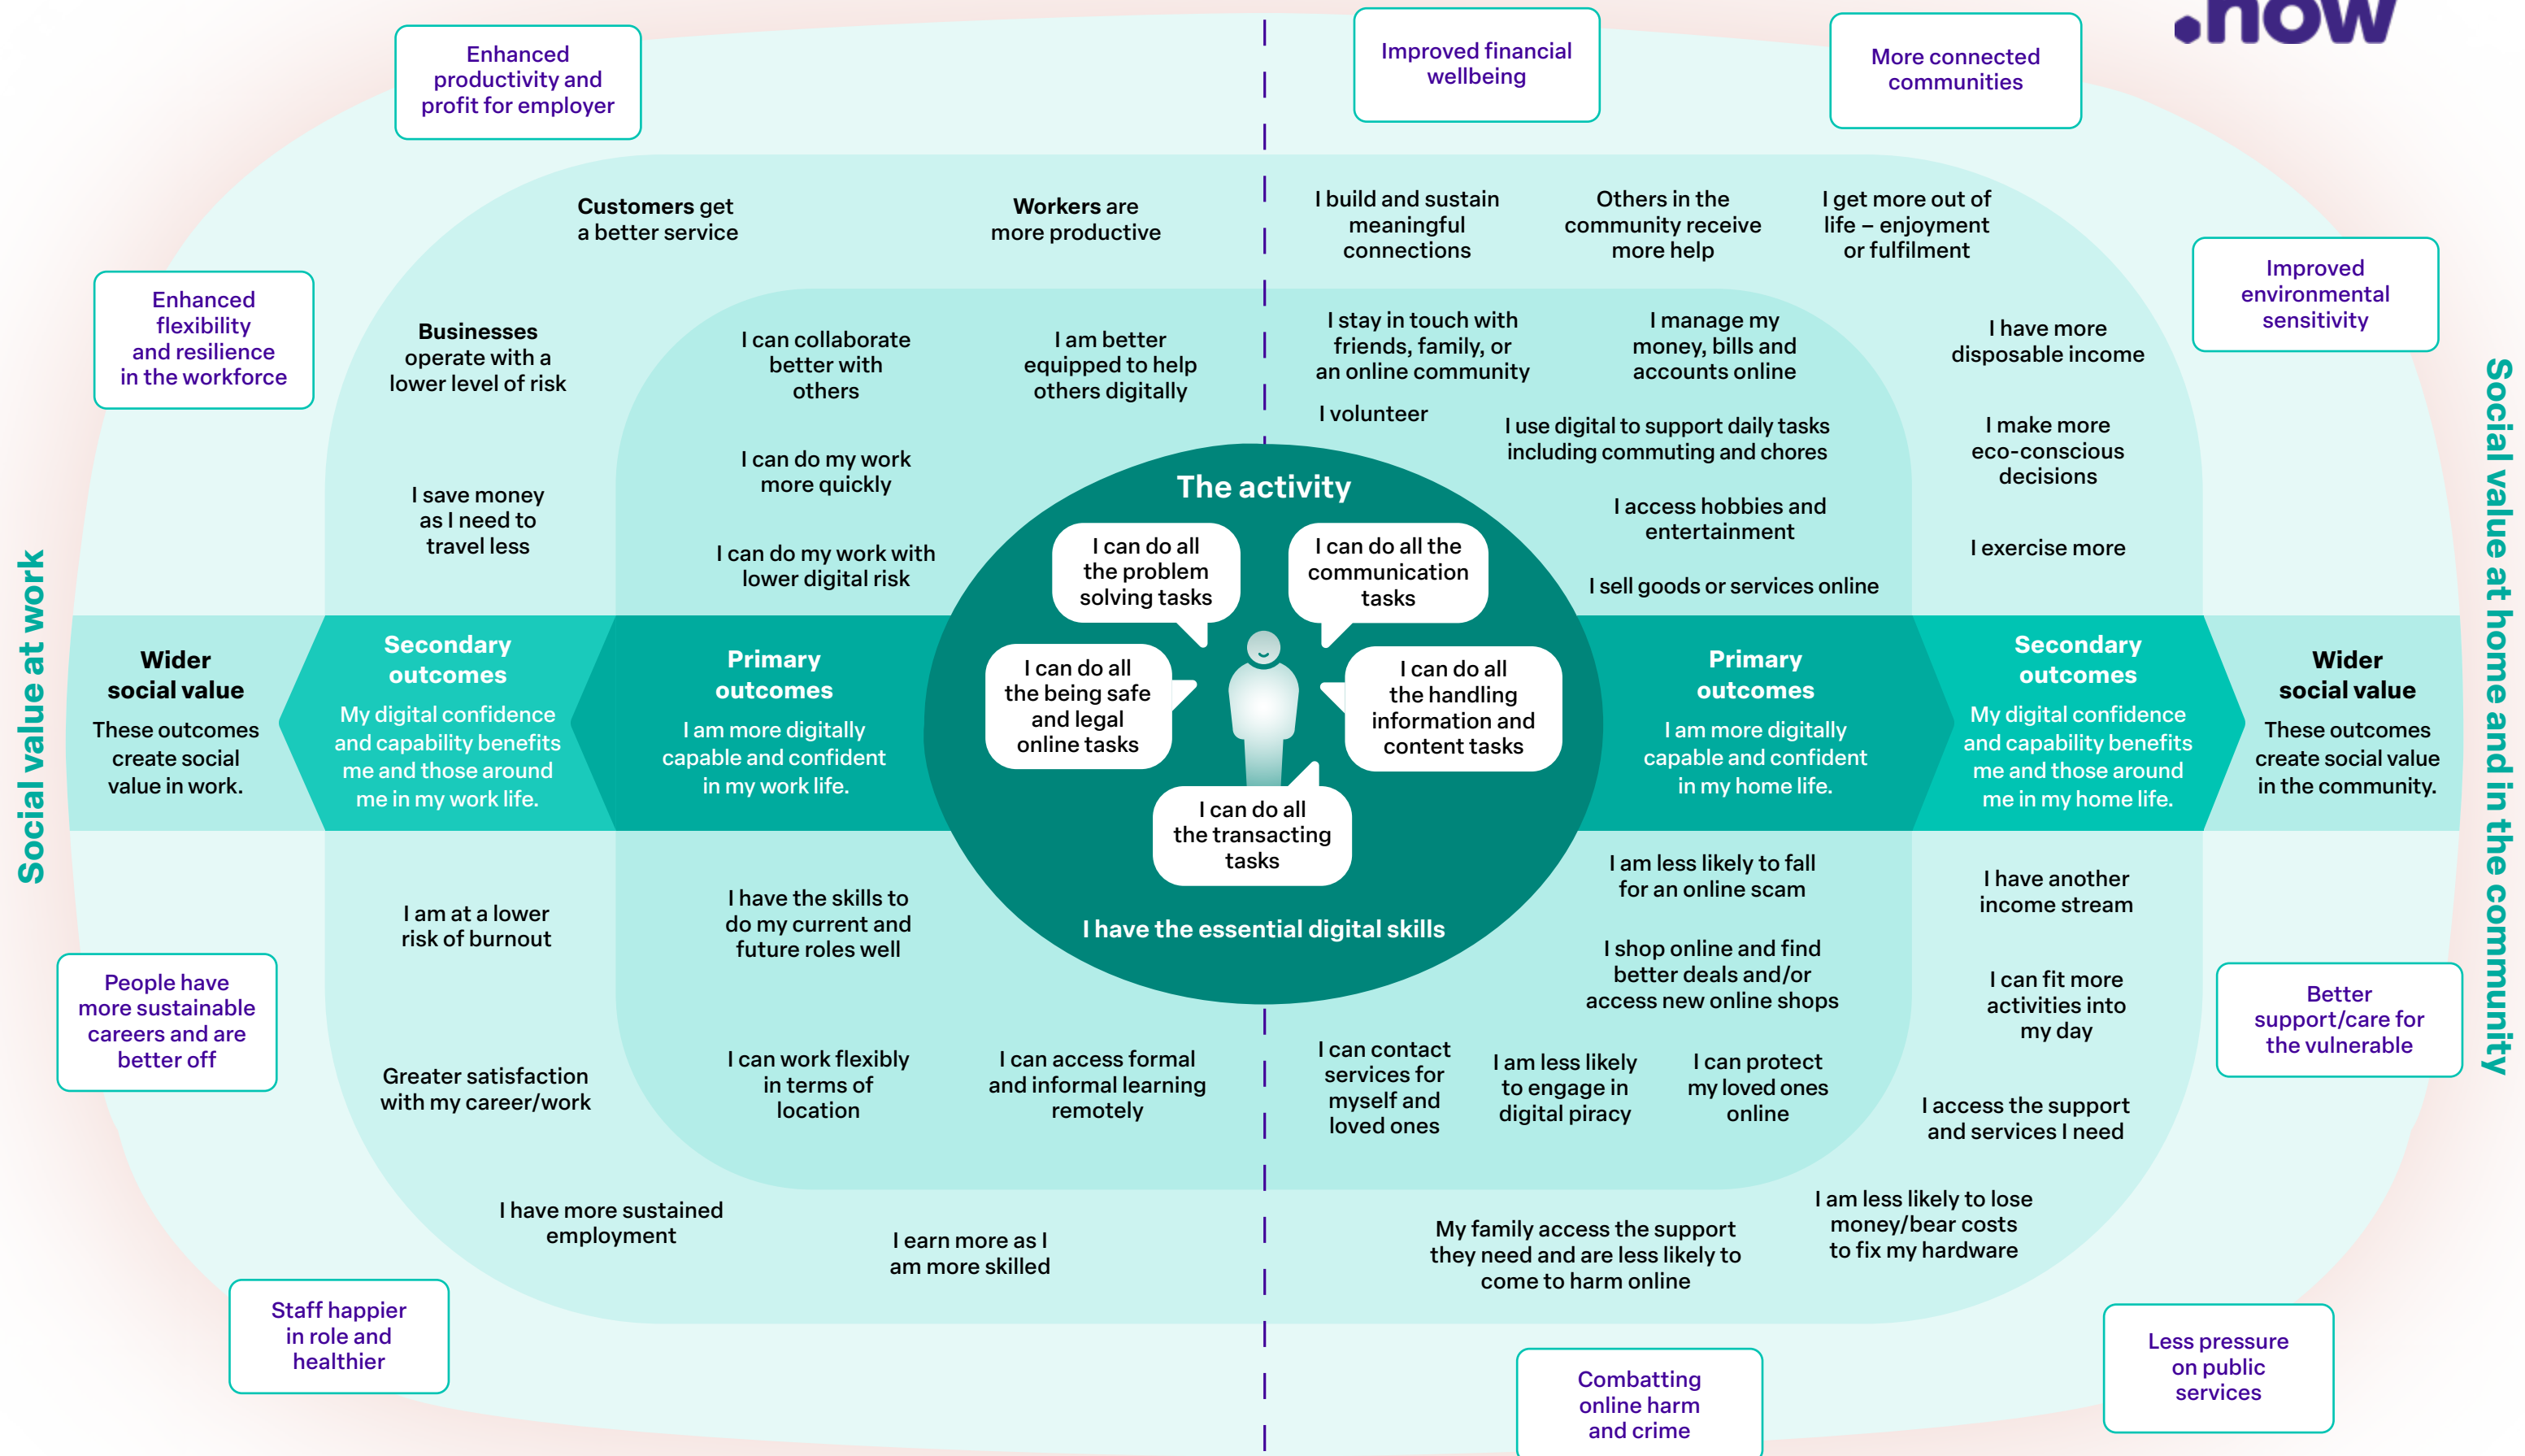 .now
Enhanced
productivity and
profit for employer
Improved financial
wellbeing
More connected
communities
Customers get
a better service
Workers are
more productive
I build and sustain
meaningful
connections
Others in the
community receive
more help
I get more out of
life – enjoyment
or fulfilment
Enhanced
flexibility
and resilience
in the workforce
Improved
environmental
sensitivity
Businesses
operate with a
lower level of risk
I can collaborate
better with
others
I am better
equipped to help
others digitally
I stay in touch with
friends, family, or
an online community
I manage my
money, bills and
accounts online
I have more
disposable income
I volunteer
I use digital to support daily tasks
including commuting and chores
I make more
eco-conscious
decisions
I can do my work
more quickly
I save money
as I need to
travel less
I access hobbies and
entertainment
I exercise more
I can do my work with
lower digital risk
I sell goods or services online
The activity
I can do all
the problem
solving tasks
I can do all the
communication
tasks
I can do all
the being safe
and legal
online tasks
I can do all
the handling
information and
content tasks
I can do all
the transacting
tasks
I have the essential digital skills
Social value at work
Wider
social value
These outcomes
create social
value in work.
Secondary
outcomes
My digital confidence
and capability benefits
me and those around
me in my work life.
Primary
outcomes
I am more digitally
capable and confident
in my work life.
Primary
outcomes
I am more digitally
capable and confident
in my home life.
Secondary
outcomes
My digital confidence
and capability benefits
me and those around
me in my home life.
Wider
social value
These outcomes
create social value
in the community.
Social value at home and in the community
I am at a lower
risk of burnout
I have the skills to
do my current and
future roles well
I am less likely to fall
for an online scam
I have another
income stream
I shop online and find
better deals and/or
access new online shops
I can fit more
activities into
my day
People have
more sustainable
careers and are
better off
Better
support/care for
the vulnerable
Greater satisfaction
with my career/work
I can work flexibly
in terms of
location
I can access formal
and informal learning
remotely
I can contact
services for
myself and
loved ones
I am less likely
to engage in
digital piracy
I can protect
my loved ones
online
I access the support
and services I need
I have more sustained
employment
I earn more as I
am more skilled
My family access the support
they need and are less likely to
come to harm online
I am less likely to lose
money/bear costs
to fix my hardware
Staff happier
in role and
healthier
Combatting
online harm
and crime
Less pressure
on public
services